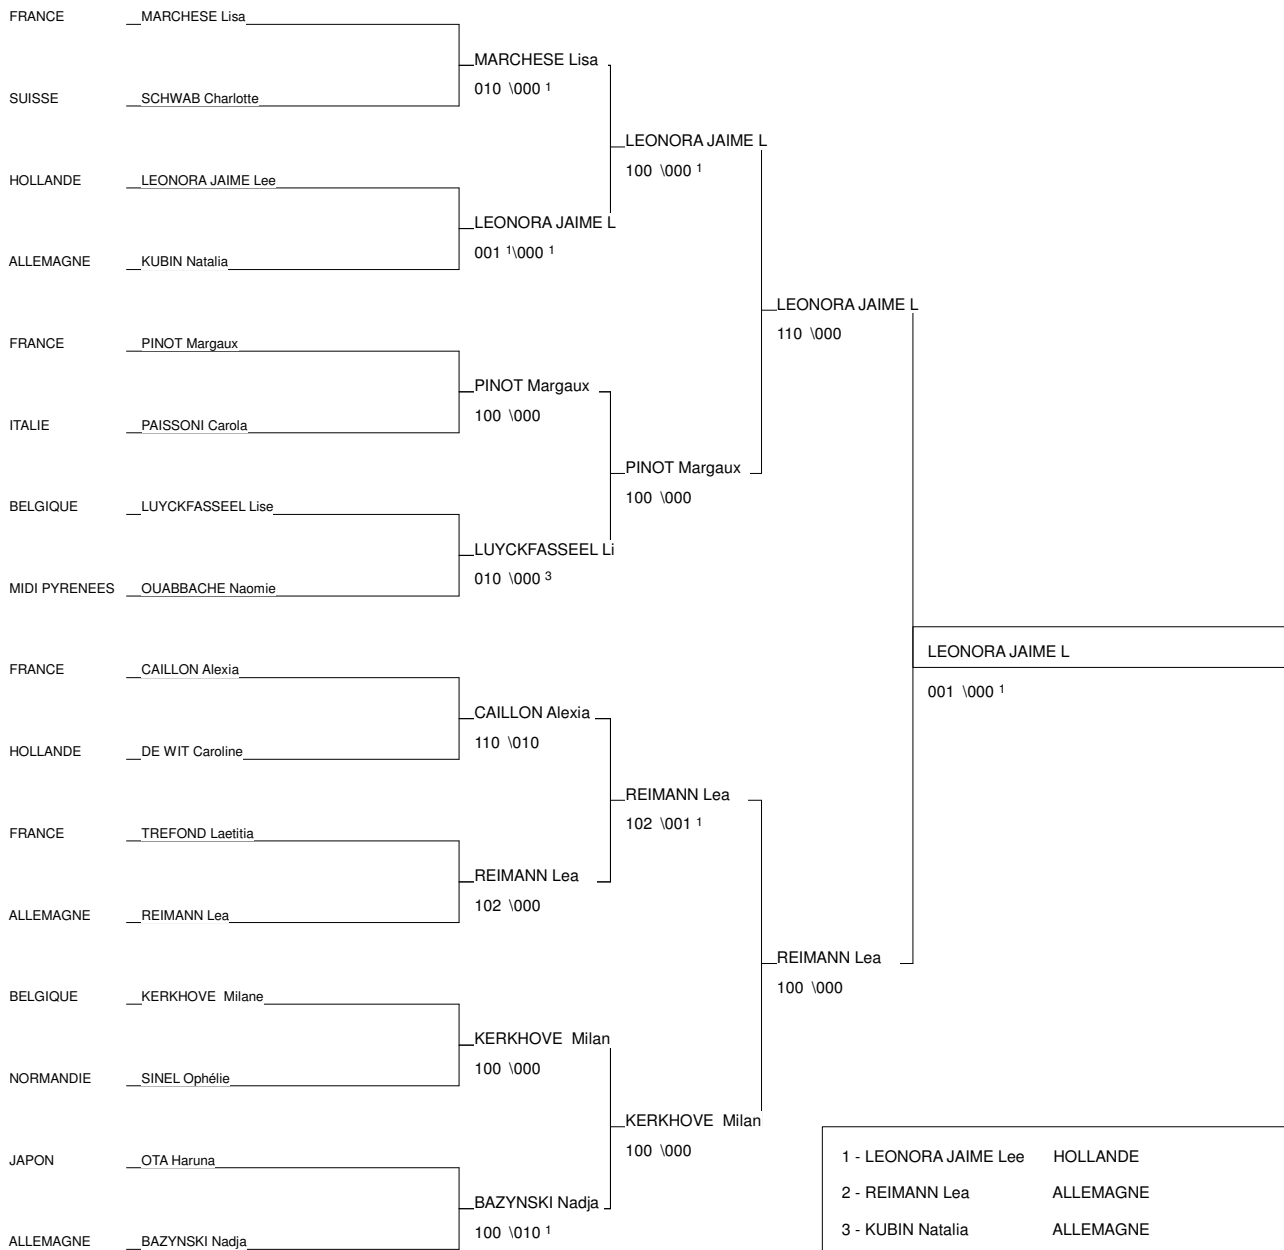 FRANCE MARCHESE Lisa
MARCHESE Lisa
010 \000 1
SUISSE SCHWAB Charlotte
LEONORA JAIME L
100 \000 1
HOLLANDE LEONORA JAIME Lee
LEONORA JAIME L
001 1\000 1
ALLEMAGNE KUBIN Natalia
LEONORA JAIME L
110 \000
FRANCE PINOT Margaux
PINOT Margaux
100 \000
ITALIE PAISSONI Carola
PINOT Margaux
100 \000
BELGIQUE LUYCKFASSEEL Lise
LUYCKFASSEEL Li
010 \000 3
MIDI PYRENEES OUABBACHE Naomie
LEONORA JAIME L
001 \000 1
FRANCE CAILLON Alexia
CAILLON Alexia
110 \010
HOLLANDE DE WIT Caroline
REIMANN Lea
102 \001 1
FRANCE TREFOND Laetitia
REIMANN Lea
102 \000
ALLEMAGNE REIMANN Lea
REIMANN Lea
100 \000
BELGIQUE KERKHOVE Milane
KERKHOVE Milan
100 \000
NORMANDIE SINEL Ophélie
KERKHOVE Milan
100 \000
JAPON OTA Haruna
BAZYNSKI Nadja
100 \010 1
ALLEMAGNE BAZYNSKI Nadja
1 - LEONORA JAIME Lee HOLLANDE
2 - REIMANN Lea ALLEMAGNE
3 - KUBIN Natalia ALLEMAGNE